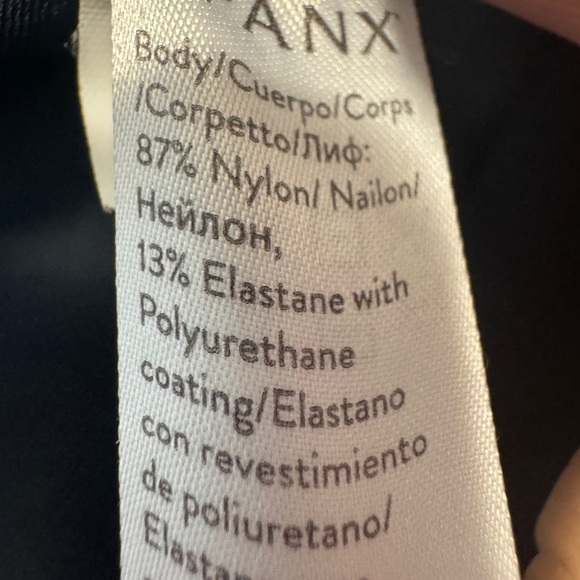 ANX
Body/Cuerpo/Corps
/Corpetto/Лиф:
87% Nylon/ Nailon/
Нейлон,
13% Elastane with
Polyurethane
coating/Elastano
con revestimiento
de poliuretano/
Elastan